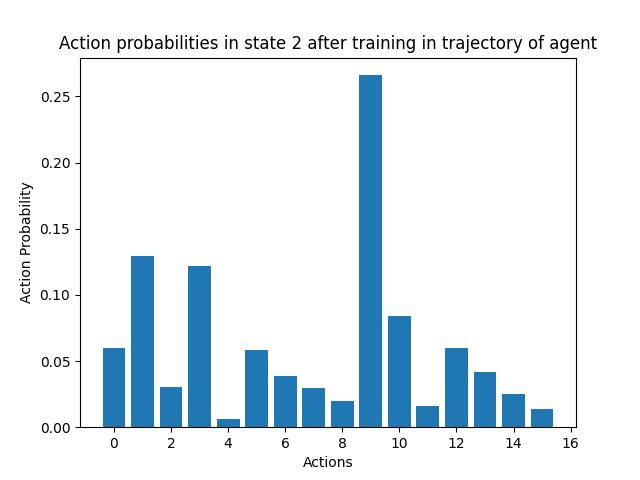 Action probabilities in state 2 after training in trajectory of agent
0.25
0.20
0.15
0.10
0.05
0.00
Action Probability
0 2 4 6 8 10 12 14 16
Actions